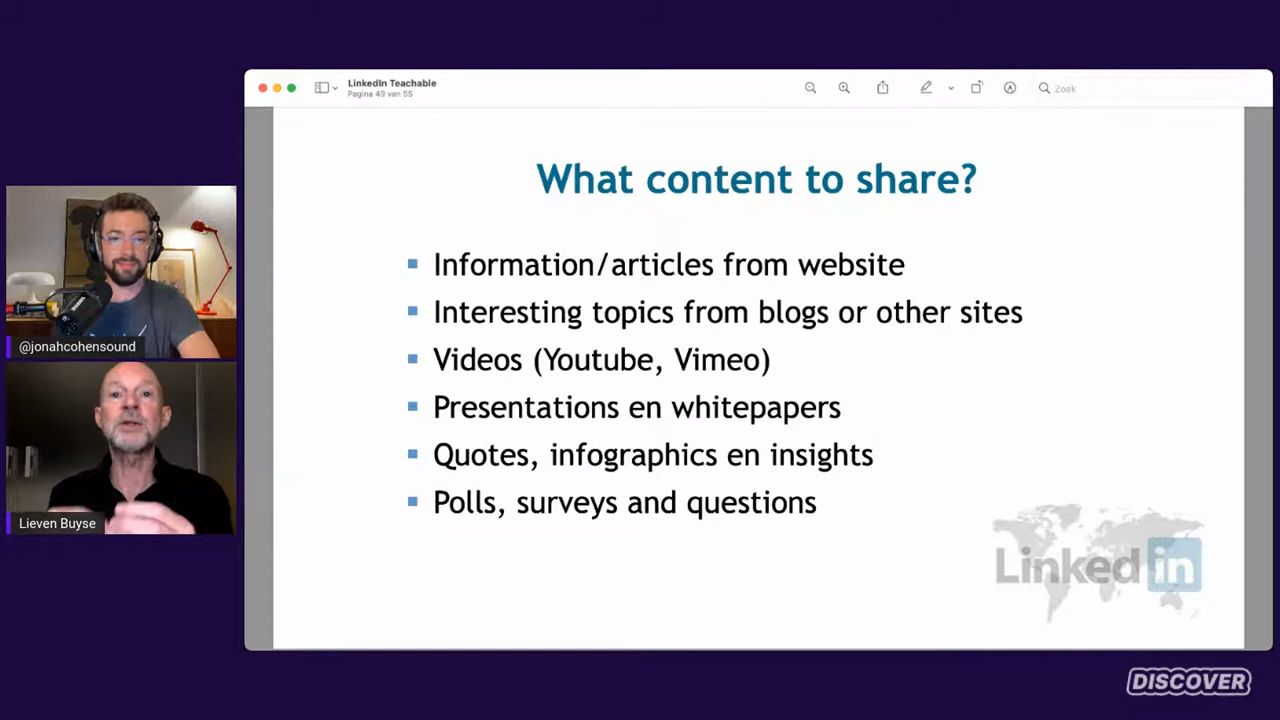 LinkedIn Teachable
Pagina 49 van 55
Zoek
What content to share?
Information/articles from website
Interesting topics from blogs or other sites
Videos (Youtube, Vimeo)
Presentations en whitepapers
Quotes, infographics en insights
Polls, surveys and questions
Linked in
@jonahcohensound
Lieven Buyse
DISCOVER